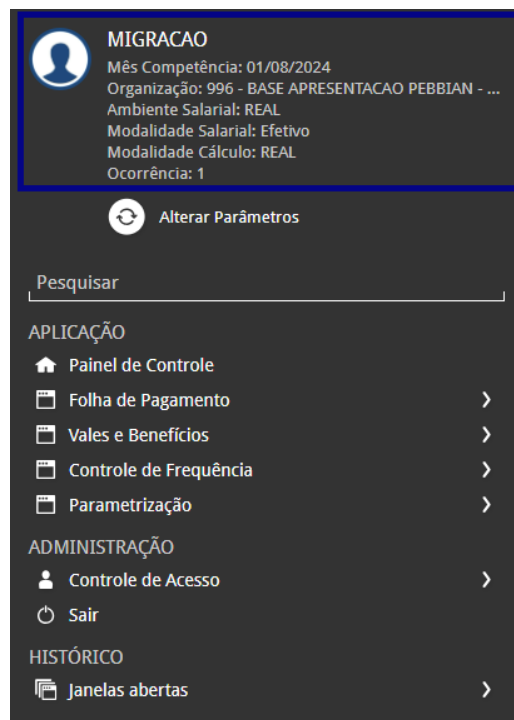 MIGRACAO
Mês Competência: 01/08/2024
Organização: 996 - BASE APRESENTACAO PEBBIAN - ...
Ambiente Salarial: REAL
Modalidade Salarial: Efetivo
Modalidade Cálculo: REAL
Ocorrência: 1
Alterar Parâmetros
Pesquisar
APLICAÇÃO
Painel de Controle
Folha de Pagamento
Vales e Benefícios
Controle de Frequência
Parametrização
ADMINISTRAÇÃO
Controle de Acesso
Sair
HISTÓRICO
Janelas abertas